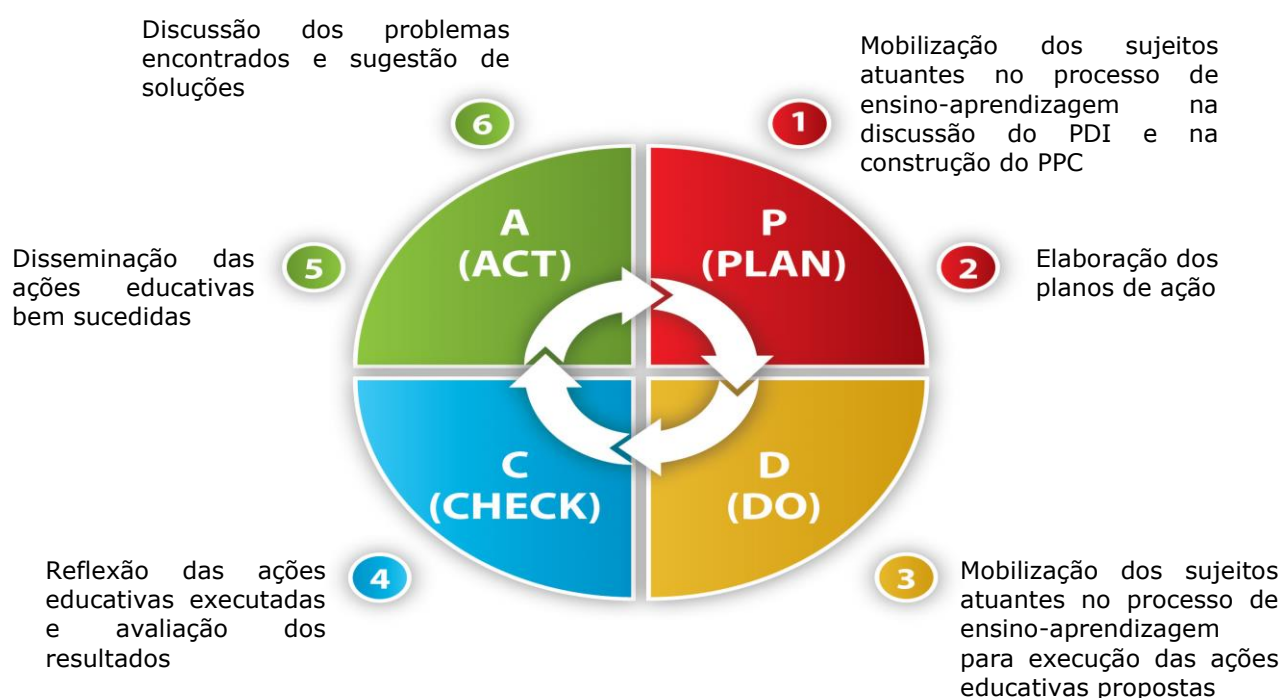 Discussão dos problemas
encontrados e sugestão de
soluções
6
1
Mobilização dos sujeitos
atuantes no processo de
ensino-aprendizagem na
discussão do PDI e na
construção do PPC
A
(ACT)
P
(PLAN)
Disseminação das
ações educativas
bem sucedidas
5
2
Elaboração dos
planos de ação
C
(CHECK)
D
(DO)
Reflexão das ações
educativas executadas
e avaliação dos
resultados
4
3
Mobilização dos sujeitos
atuantes no processo de
ensino-aprendizagem
para execução das ações
educativas propostas